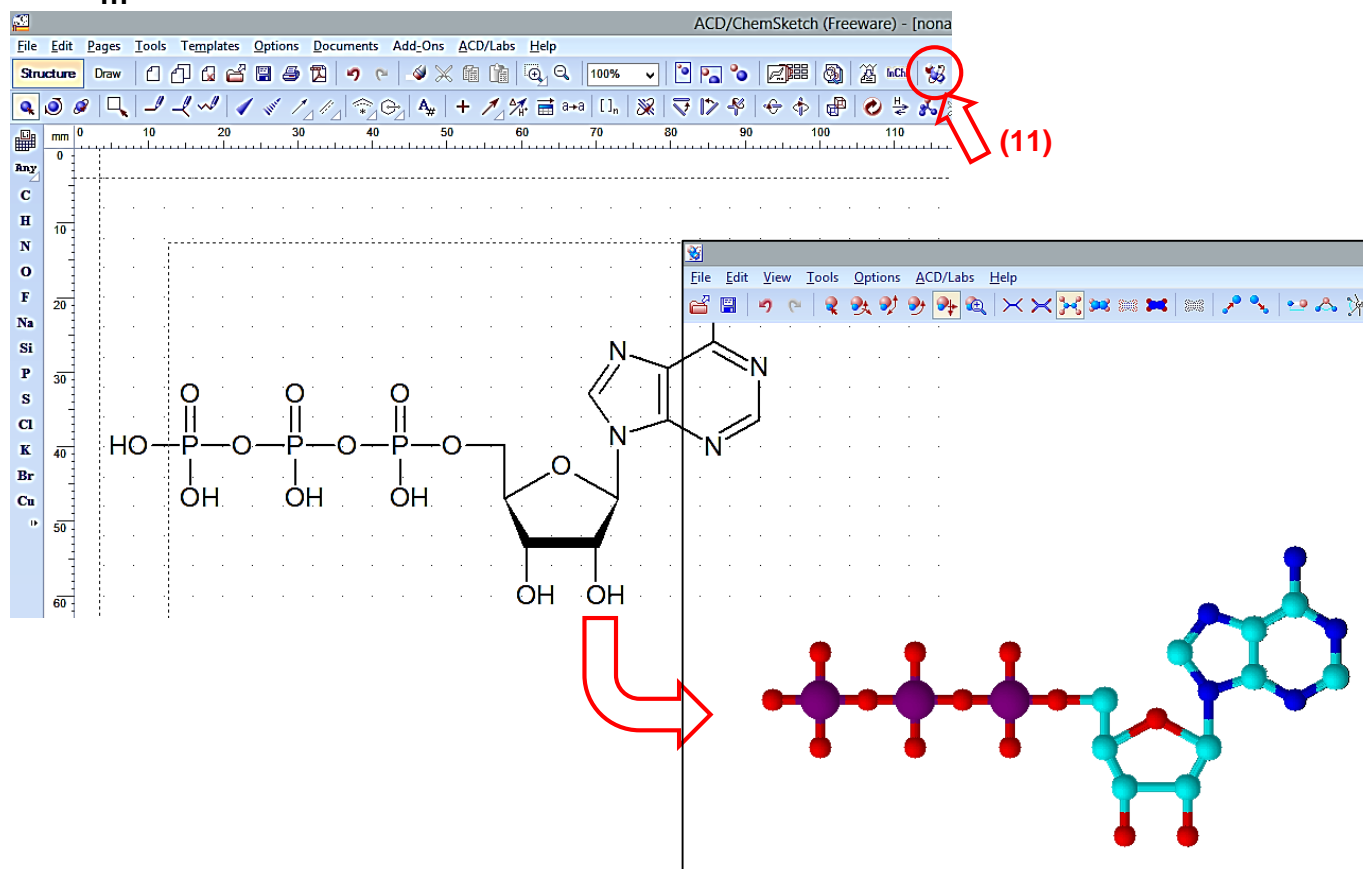 m
ACD/ChemSketch (Freeware) - [nona
File Edit Pages Tools Templates Options Documents Add-Ons ACD/Labs Help
Structure Draw 100% InCh
a→a [ ]n
(11)
mm 0 10 20 30 40 50 60 70 80 90 100 110
0
Any
C
H
10
N
O
F
20
Na
Si
P
30
S
Cl
K
40
Br
Cu
50
60
File Edit View Tools Options ACD/Labs Help
N N
O O O
HO P O P O P O N N
O
OH OH OH
OH OH